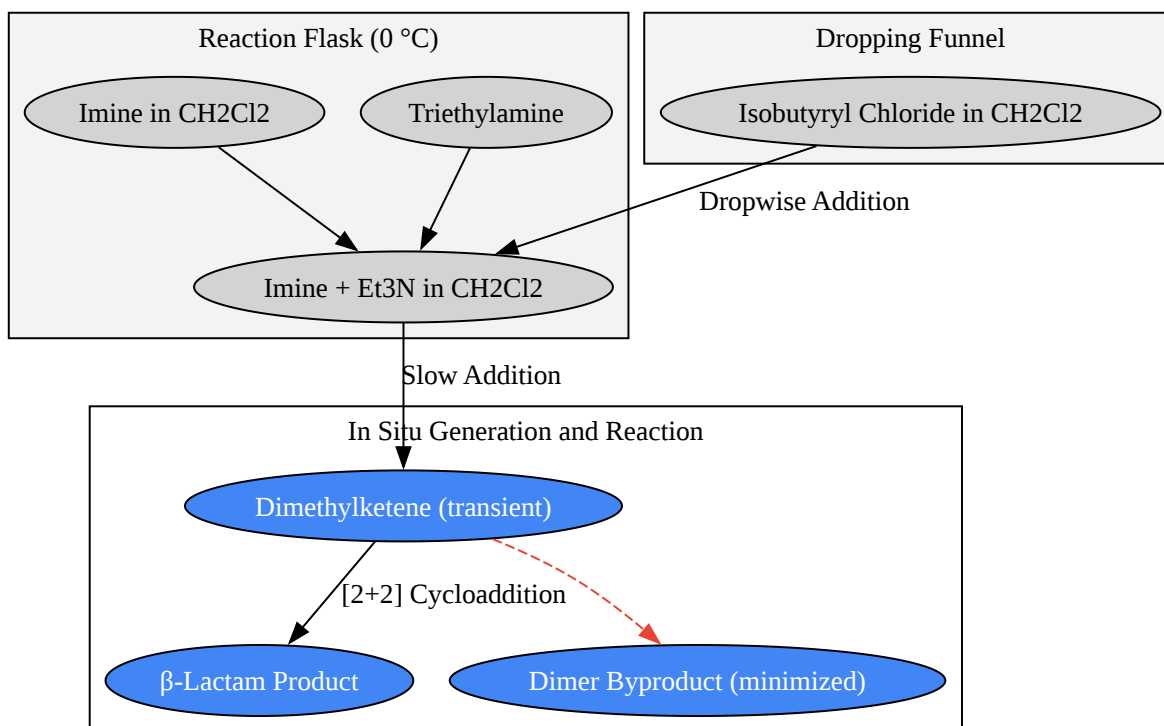 Reaction Flask (0 °C)
Dropping Funnel
Imine in CH2Cl2
Triethylamine
Isobutyryl Chloride in CH2Cl2
Dropwise Addition
Imine + Et3N in CH2Cl2
Slow Addition
In Situ Generation and Reaction
Dimethylketene (transient)
[2+2] Cycloaddition
β-Lactam Product
Dimer Byproduct (minimized)